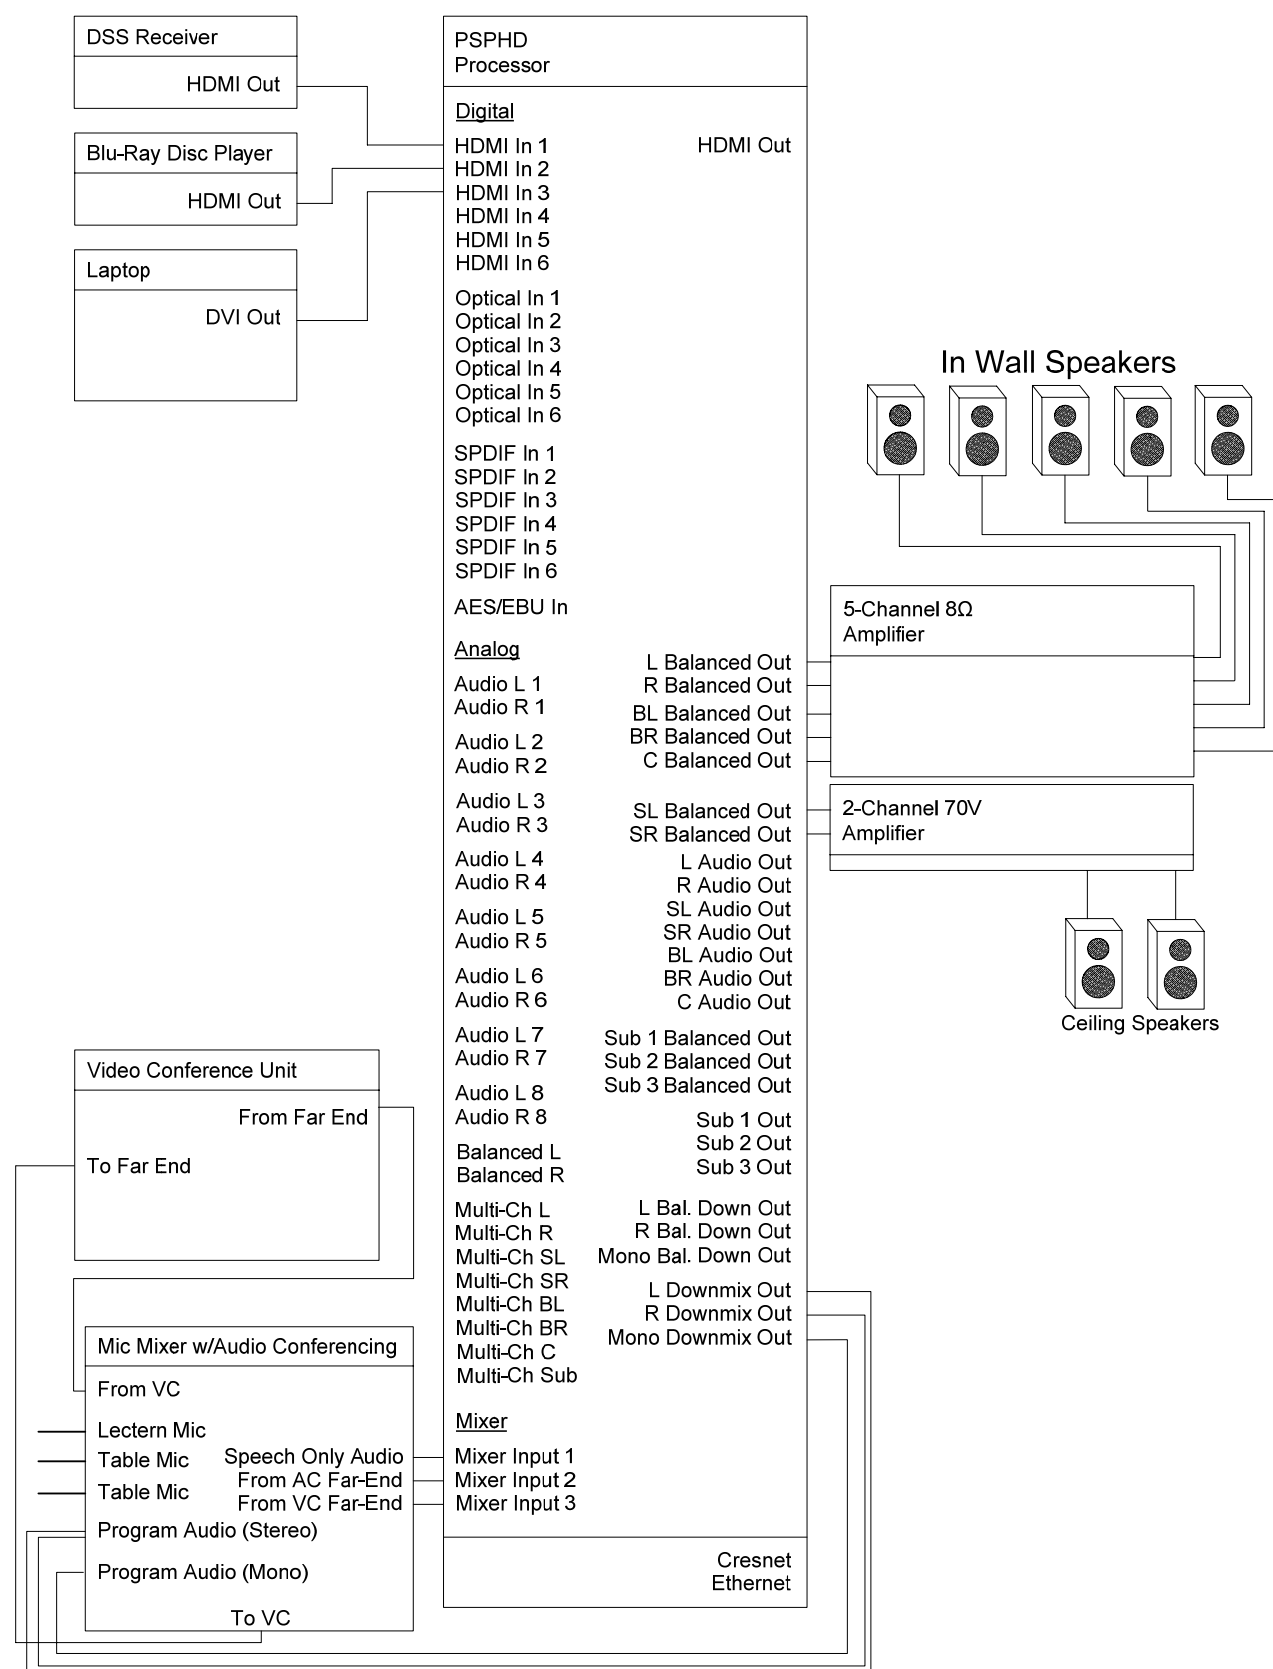 DSS Receiver
HDMI Out
Blu-Ray Disc Player
HDMI Out
Laptop
DVI Out
PSPHD
Processor
Digital
HDMI In 1
HDMI In 2
HDMI In 3
HDMI In 4
HDMI In 5
HDMI In 6
Optical In 1
Optical In 2
Optical In 3
Optical In 4
Optical In 5
Optical In 6
SPDIF In 1
SPDIF In 2
SPDIF In 3
SPDIF In 4
SPDIF In 5
SPDIF In 6
AES/EBU In
Analog
Audio L 1
Audio R 1
Audio L 2
Audio R 2
Audio L 3
Audio R 3
Audio L 4
Audio R 4
Audio L 5
Audio R 5
Audio L 6
Audio R 6
Audio L 7
Audio R 7
Audio L 8
Audio R 8
Balanced L
Balanced R
Multi-Ch L
Multi-Ch R
Multi-Ch SL
Multi-Ch SR
Multi-Ch BL
Multi-Ch BR
Multi-Ch C
Multi-Ch Sub
Mixer
Mixer Input 1
Mixer Input 2
Mixer Input 3
HDMI Out
L Balanced Out
R Balanced Out
BL Balanced Out
BR Balanced Out
C Balanced Out
SL Balanced Out
SR Balanced Out
L Audio Out
R Audio Out
SL Audio Out
SR Audio Out
BL Audio Out
BR Audio Out
C Audio Out
Sub 1 Balanced Out
Sub 2 Balanced Out
Sub 3 Balanced Out
Sub 1 Out
Sub 2 Out
Sub 3 Out
L Bal. Down Out
R Bal. Down Out
Mono Bal. Down Out
L Downmix Out
R Downmix Out
Mono Downmix Out
Cresnet
Ethernet
In Wall Speakers
5-Channel 8Ω
Amplifier
2-Channel 70V
Amplifier
Ceiling Speakers
Video Conference Unit
From Far End
To Far End
Mic Mixer w/Audio Conferencing
From VC
Lectern Mic
Table Mic
Table Mic
Speech Only Audio
From AC Far-End
From VC Far-End
Program Audio (Stereo)
Program Audio (Mono)
To VC